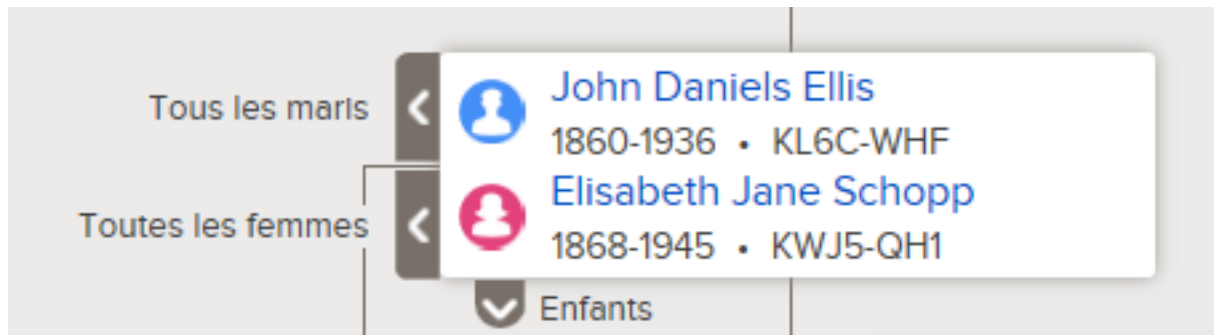 Tous les maris
John Daniels Ellis
1860-1936 • KL6C-WHF
Toutes les femmes
Elisabeth Jane Schopp
1868-1945 • KWJ5-QH1
Enfants